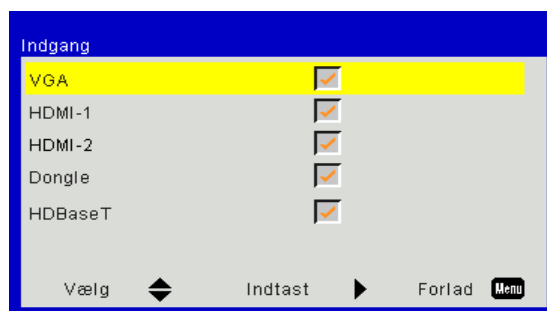 Indgang
VGA
HDMI-1
HDMI-2
Dongle
HDBaseT
Vælg Indtast Forlad Menu